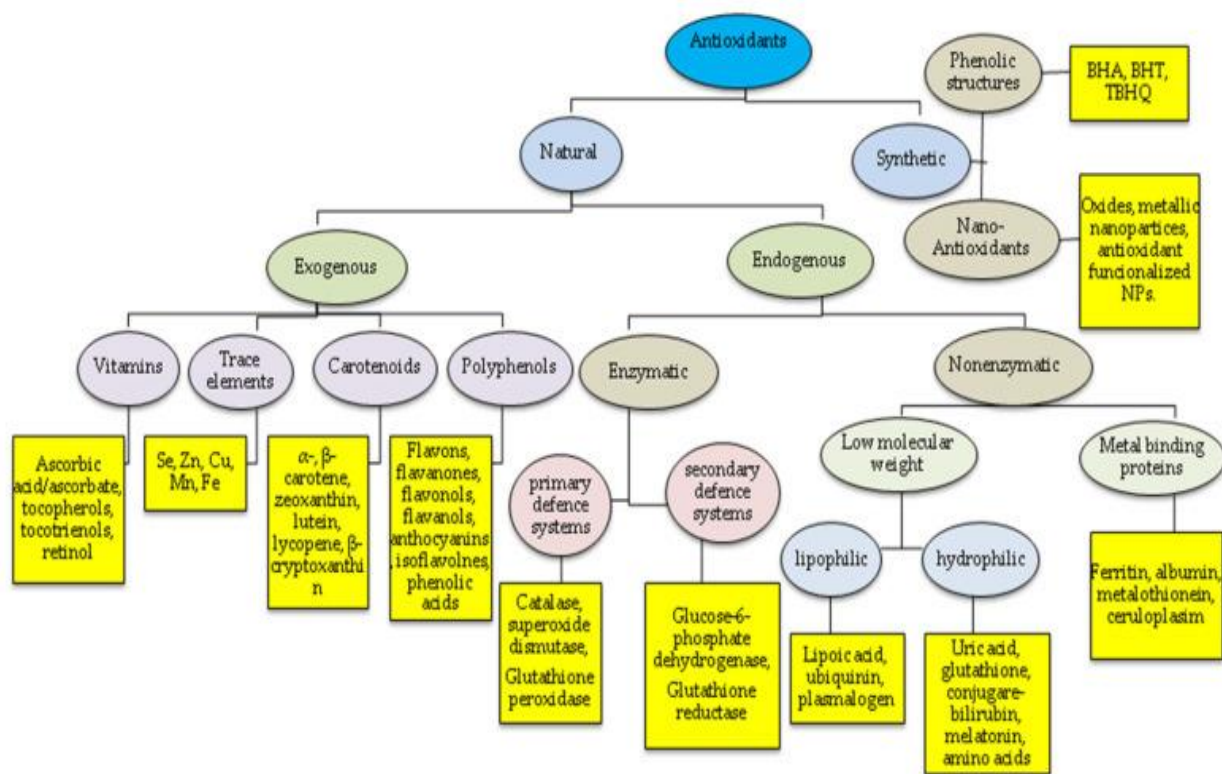 Antioxidants
Phenolic
structures
BHA, BHT,
TBHQ
Natural
Synthetic
Nano-
Antioxidants
Oxides, metallic
nanopartices,
antioxidant
funcionalized
NPs.
Exogenous
Endogenous
Vitamins
Trace
elements
Carotenoids
Polyphenols
Enzymatic
Nonenzymatic
Ascorbic
acid/ascorbate,
tocopherols,
tocotrienols,
retinol
Se, Zn, Cu,
Mn, Fe
α-, β-
carotene,
zeoxanthin,
lutein,
lycopene, β-
cryptoxanthi
n
Flavons,
flavanones,
flavonols,
flavanols,
anthocyanins
, isoflavolnes,
phenolic
acids
primary
defence
systems
secondary
defence
systems
Low molecular
weight
Metal binding
proteins
lipophilic
hydrophilic
Catalase,
superoxide
dismutase,
Glutathione
peroxidase
Glucose-6-
phosphate
dehydrogenase,
Glutathione
reductase
Lipoic acid,
ubiquinin,
plasmalogen
Uric acid,
glutathione,
conjugare-
bilirubin,
melatonin,
amino acids
Ferritin, albumin,
metalothionein,
ceruloplasim